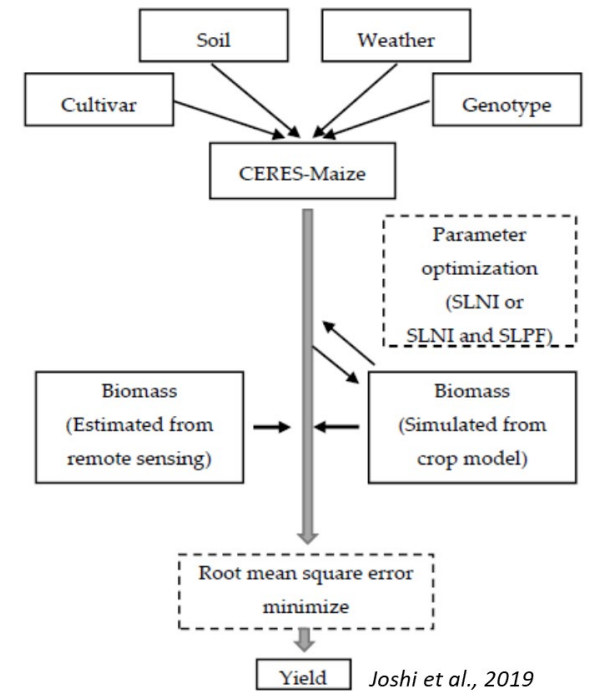 Soil
Weather
Cultivar
Genotype
CERES-Maize
Parameter
optimization
(SLNI or
SLNI and SLPF)
Biomass
(Estimated from
remote sensing)
Biomass
(Simulated from
crop model)
Root mean square error
minimize
Yield
Joshi et al., 2019